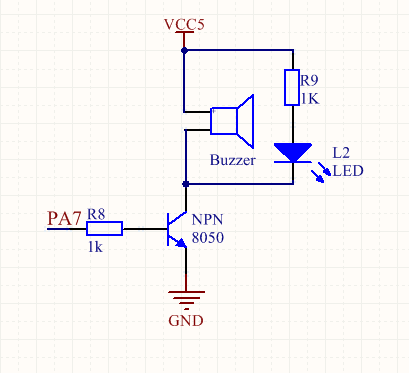 VCC5
R9
1K
Buzzer
L2
LED
PA7
R8
1k
NPN
8050
GND